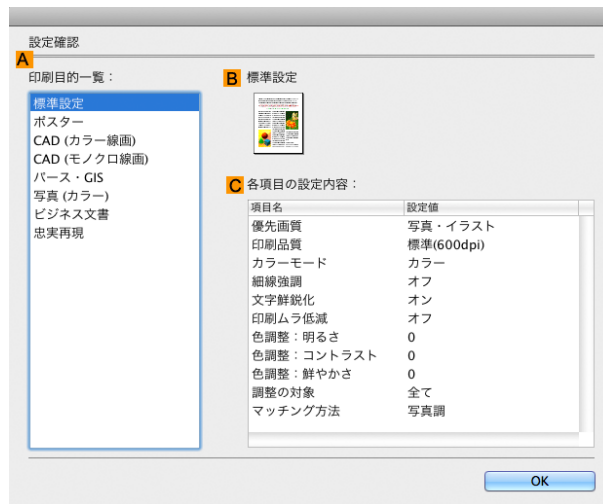 設定確認
A
印刷目的一覧：
標準設定
ポスター
CAD (カラー線画)
CAD (モノクロ線画)
パース・GIS
写真 (カラー)
ビジネス文書
忠実再現
B 標準設定
C 各項目の設定内容：
項目名 設定値
優先画質 写真・イラスト
印刷品質 標準(600dpi)
カラーモード カラー
細線強調 オフ
文字鮮鋭化 オン
印刷ムラ低減 オフ
色調整：明るさ 0
色調整：コントラスト 0
色調整：鮮やかさ 0
調整の対象 全て
マッチング方法 写真調
OK